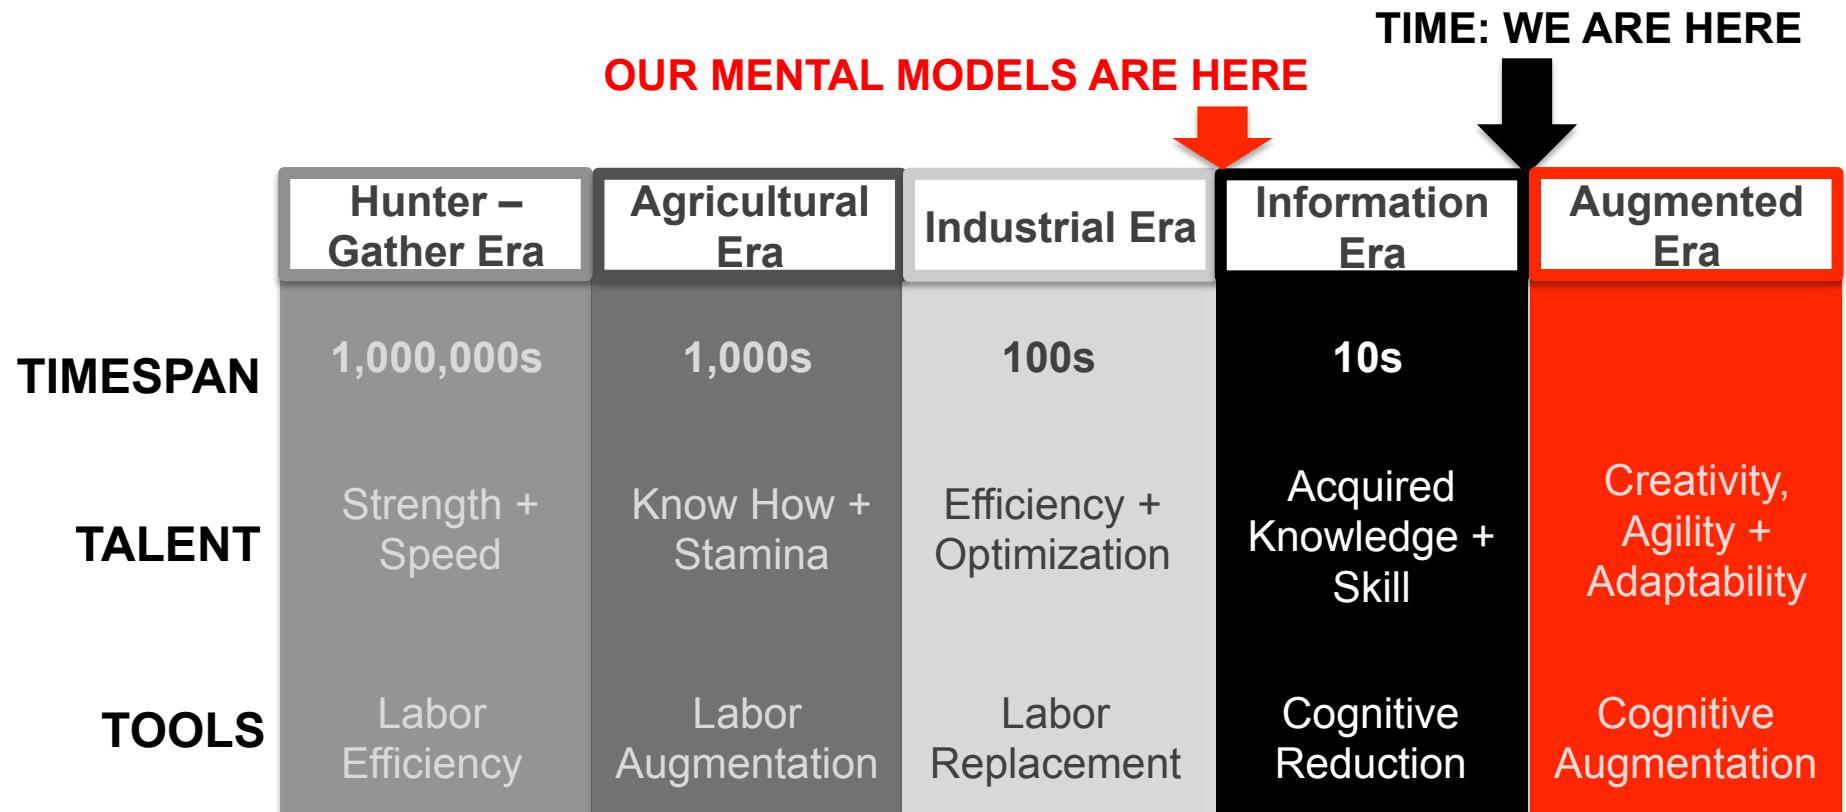 TIME: WE ARE HERE
OUR MENTAL MODELS ARE HERE
Hunter –
Gather Era
Agricultural
Era
Industrial Era
Information
Era
Augmented
Era
TIMESPAN
1,000,000s
1,000s
100s
10s
TALENT
Strength +
Speed
Know How +
Stamina
Efficiency +
Optimization
Acquired
Knowledge +
Skill
Creativity,
Agility +
Adaptability
TOOLS
Labor
Efficiency
Labor
Augmentation
Labor
Replacement
Cognitive
Reduction
Cognitive
Augmentation